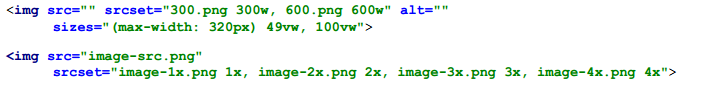 <img src="" srcset="300.png 300w, 600.png 600w" alt=""
sizes="(max-width: 320px) 49vw, 100vw">
<img src="image-src.png"
srcset="image-1x.png 1x, image-2x.png 2x, image-3x.png 3x, image-4x.png 4x">